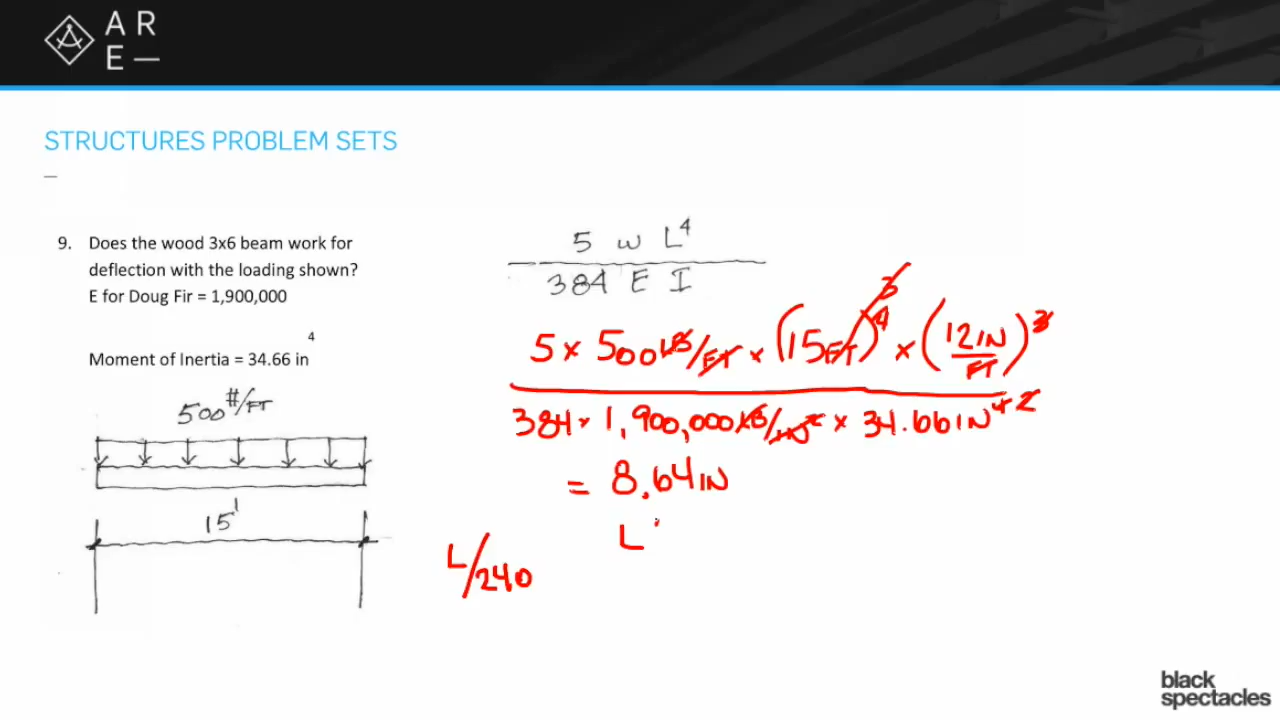 A R
E —
STRUCTURES PROBLEM SETS
9. Does the wood 3x6 beam work for
deflection with the loading shown?
E for Doug Fir = 1,900,000
4
Moment of Inertia = 34.66 in
500#/FT
15'
5 w L4
384 E I
3
5 × 500LB/FT × (15FT)4 × (12IN/FT)3
384 × 1,900,000LB/IN2 × 34.66IN4 2
= 8.64IN
L
L/240
black
spectacles